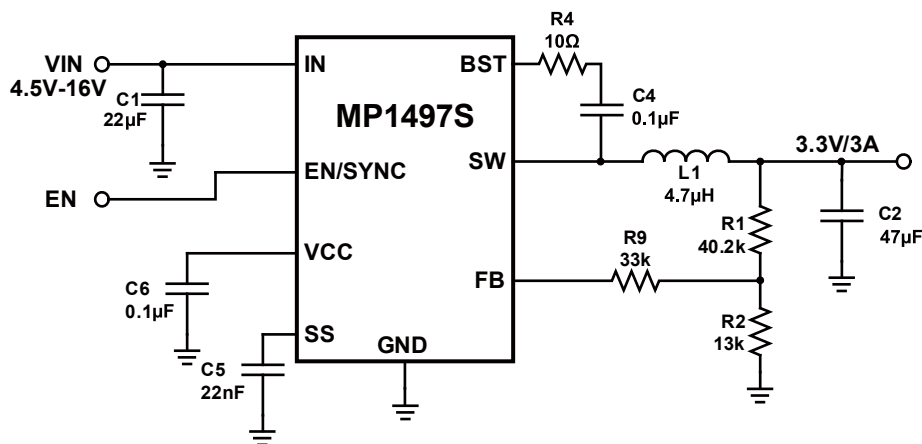 VIN
4.5V-16V
C1
22µF
EN
C6
0.1µF
C5
22nF
IN
EN/SYNC
VCC
SS
GND
MP1497S
BST
SW
FB
R4
10Ω
C4
0.1µF
L1
4.7µH
3.3V/3A
R9
33k
R1
40.2k
R2
13k
C2
47µF